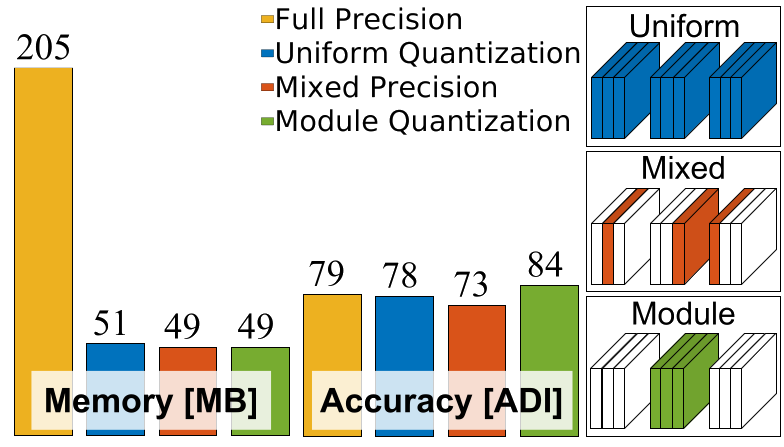 205
Full Precision
Uniform Quantization
Mixed Precision
Module Quantization
51
49
49
79
78
73
84
Memory [MB]
Accuracy [ADI]
Uniform
Mixed
Module